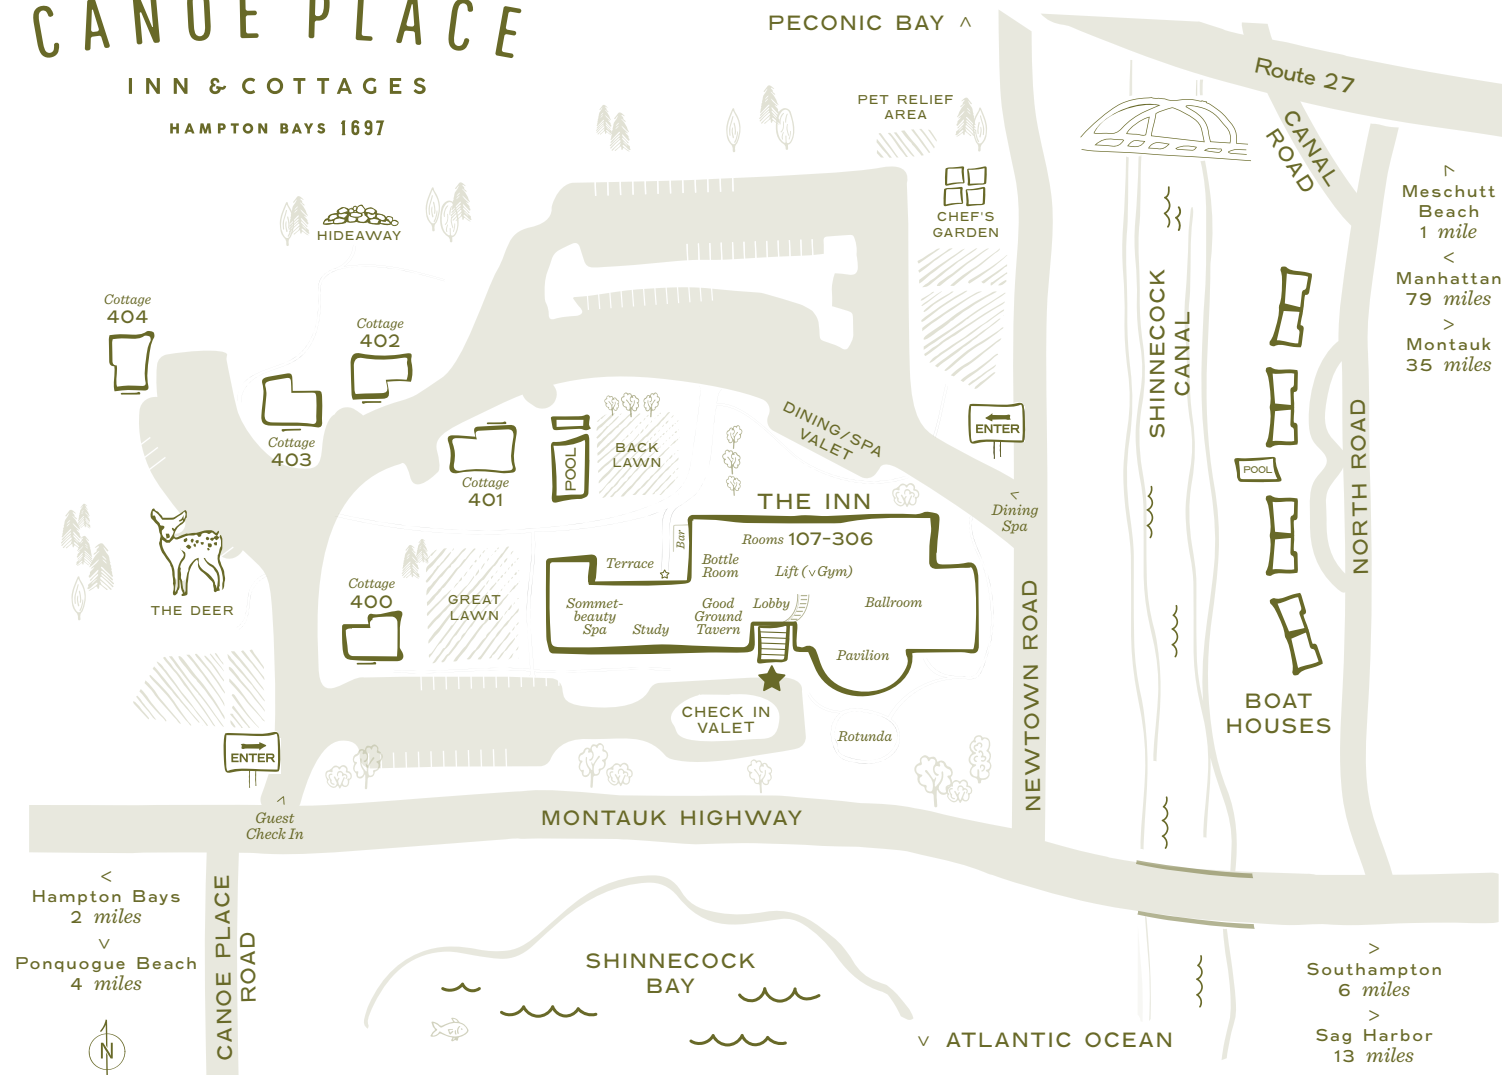 CANOE PLACE
INN & COTTAGES
HAMPTON BAYS 1697
PECONIC BAY ^
Route 27
CANAL
ROAD
PET RELIEF
AREA
CHEF'S
GARDEN
HIDEAWAY
^
Meschutt
Beach
1 mile
<
Manhattan
79 miles
>
Montauk
35 miles
Cottage
404
Cottage
402
Cottage
403
Cottage
401
POOL
BACK
LAWN
DINING/SPA
VALET
ENTER
<
Dining
Spa
SHINNECOCK
CANAL
POOL
NORTH ROAD
THE INN
Rooms 107-306
Bar
Terrace
Bottle
Room
Lift (v Gym)
Sommet-
beauty
Spa
Study
Good
Ground
Tavern
Lobby
Ballroom
Pavilion
THE DEER
Cottage
400
GREAT
LAWN
CHECK IN
VALET
Rotunda
NEWTOWN ROAD
BOAT
HOUSES
ENTER
^
Guest
Check In
MONTAUK HIGHWAY
<
Hampton Bays
2 miles
v
Ponquogue Beach
4 miles
CANOE PLACE
ROAD
N
SHINNECOCK
BAY
v ATLANTIC OCEAN
>
Southampton
6 miles
>
Sag Harbor
13 miles